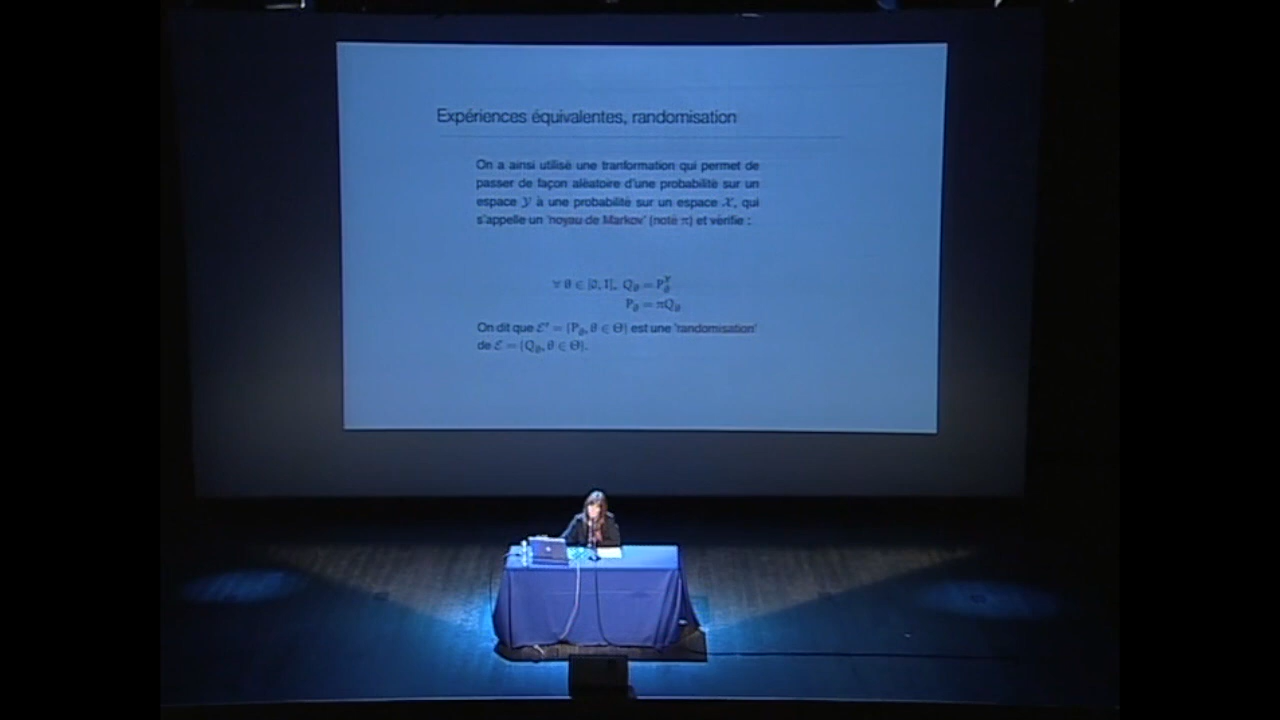 Expériences équivalentes, randomisation
On a ainsi utilisé une tranformation qui permet de
passer de façon aléatoire d'une probabilité sur un
espace 𝒴 à une probabilité sur un espace 𝒳, qui
s'appelle un 'noyau de Markov' (noté π) et vérifie :
∀ θ ∈ [0, 1], Q_θ = P_θ^Y
P_θ = πQ_θ
On dit que ℰ' = {P_θ, θ ∈ Θ} est une 'randomisation'
de ℰ = {Q_θ, θ ∈ Θ}.